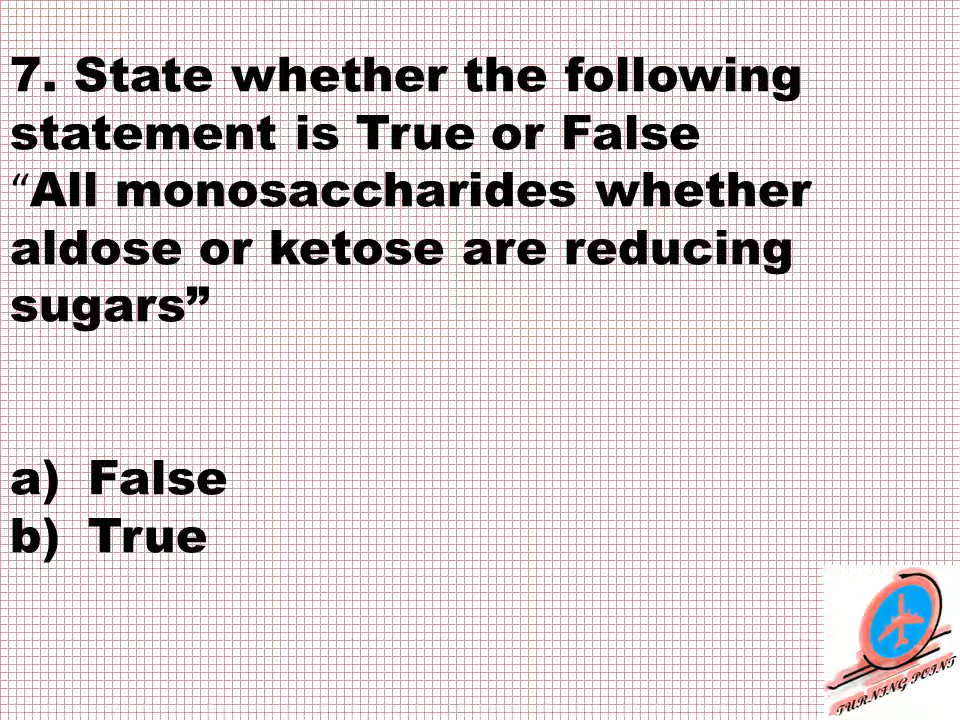 7. State whether the following
statement is True or False
“All monosaccharides whether
aldose or ketose are reducing
sugars”
a) False
b) True
TURNING POINT